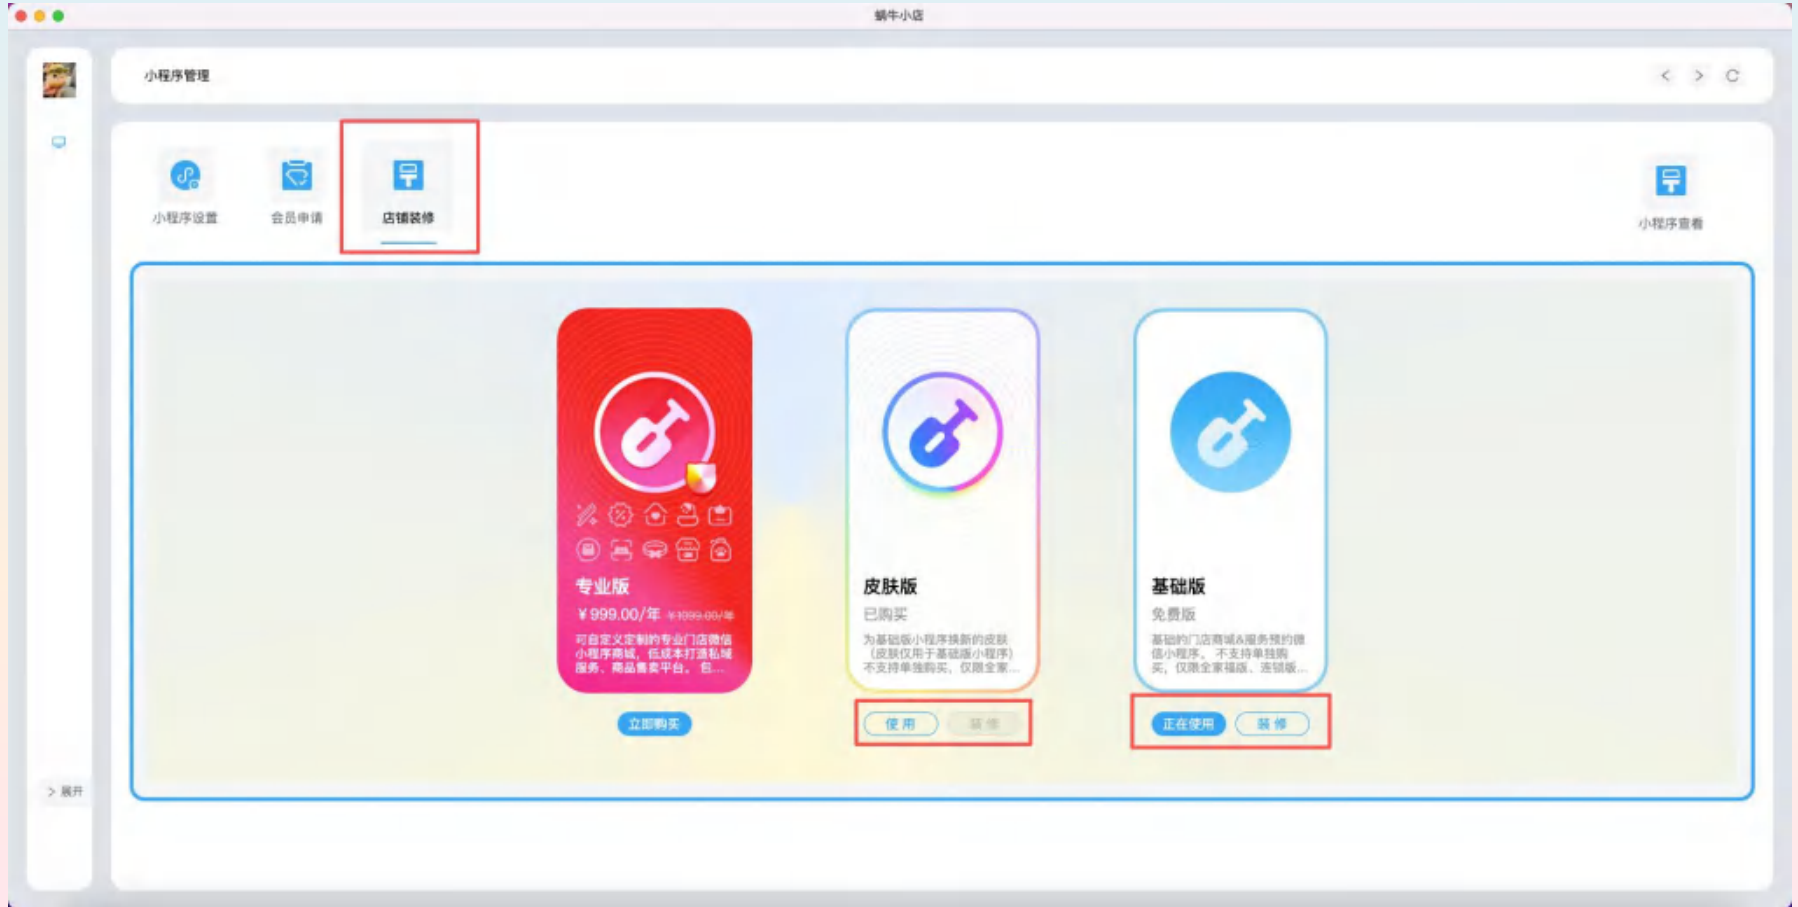 蜗牛小店
小程序管理
小程序设置
会员申请
店铺装修
小程序查看
专业版
¥999.00/年 ¥1099.00/年
可自定义定制的专业门店微信
小程序商城，低成本打造私域
服务、商品售卖平台。 包...
立即购买
皮肤版
已购买
为基础版小程序换新的皮肤
（皮肤仅用于基础版小程序）
不支持单独购买，仅限全家...
使用
装修
基础版
免费版
基础的门店商城&服务预约微
信小程序。 不支持单独购
买，仅限全家福版、连锁版...
正在使用
装修
展开